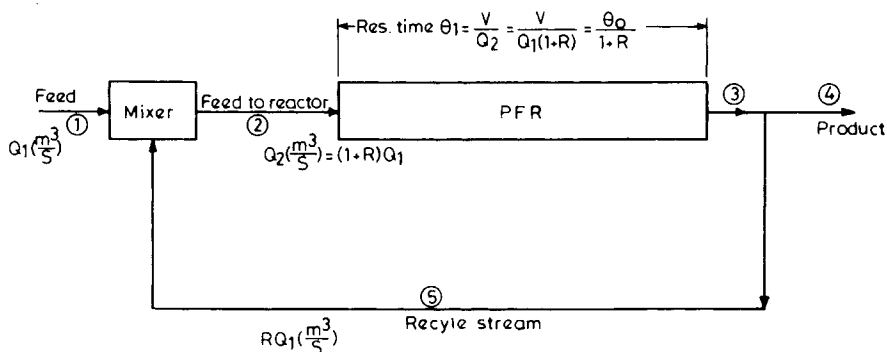 Res. time θ1 = V/Q2 = V/Q1(1+R) = θ0/1+R
Feed
①
Q1(m³/S)
Mixer
Feed to reactor
②
Q2(m³/S) = (1+R)Q1
PFR
③
④
Product
⑤
Recyle stream
RQ1(m³/S)